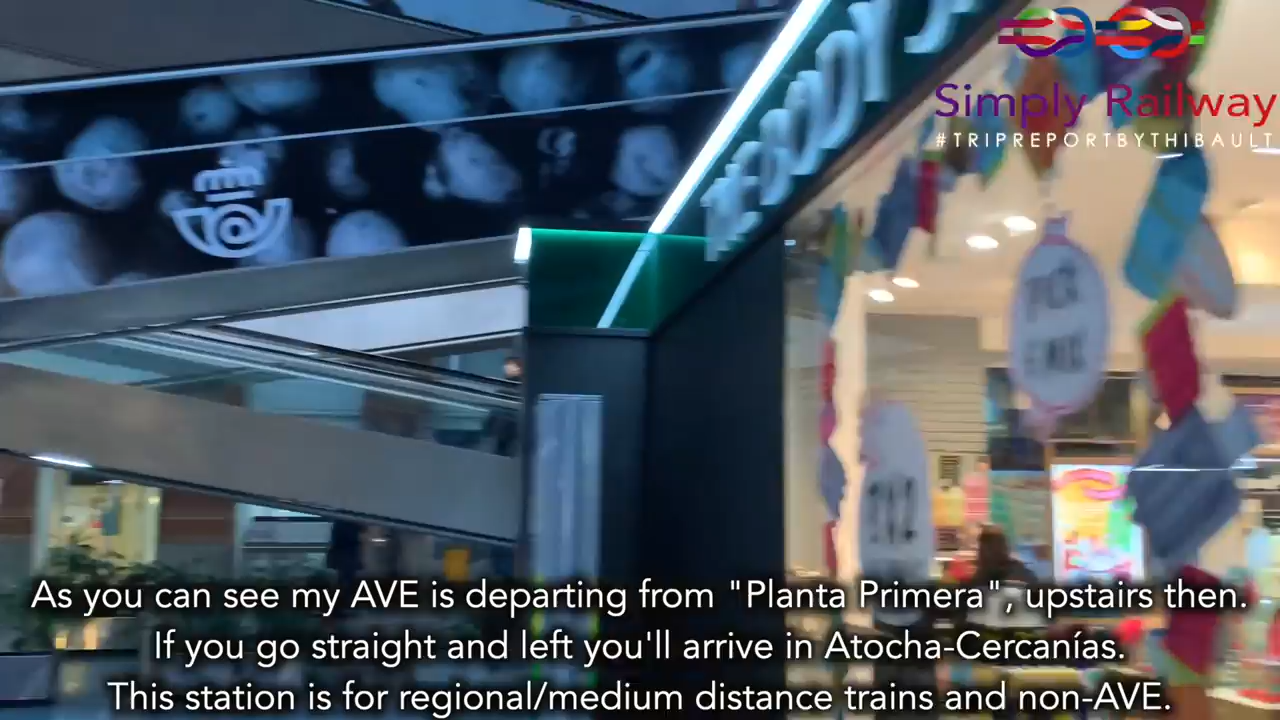 Simply Railway
#TRIPREPORTBYTHIBAULT
THE BODY
As you can see my AVE is departing from "Planta Primera", upstairs then.
If you go straight and left you'll arrive in Atocha-Cercanías.
This station is for regional/medium distance trains and non-AVE.